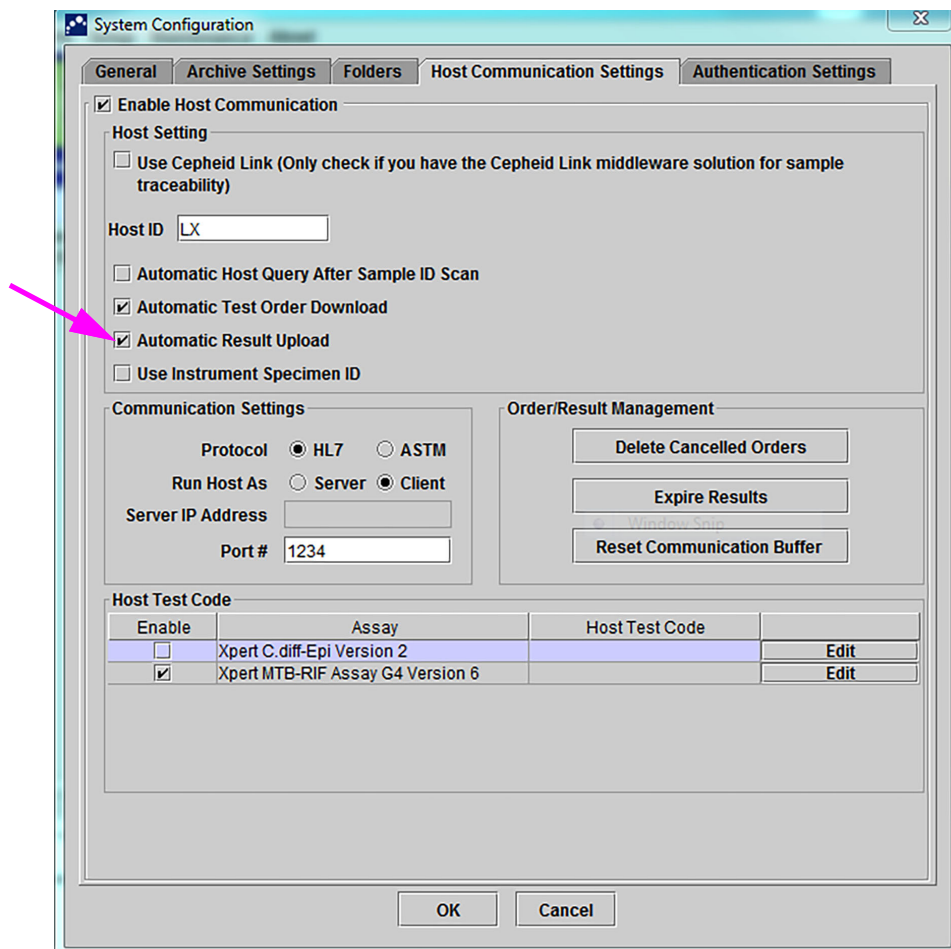 System Configuration
General Archive Settings Folders Host Communication Settings Authentication Settings
Enable Host Communication
Host Setting
Use Cepheid Link (Only check if you have the Cepheid Link middleware solution for sample
traceability)
Host ID LX
Automatic Host Query After Sample ID Scan
Automatic Test Order Download
Automatic Result Upload
Use Instrument Specimen ID
Communication Settings
Protocol HL7 ASTM
Run Host As Server Client
Server IP Address
Port # 1234
Order/Result Management
Delete Cancelled Orders
Expire Results
Window Snip
Reset Communication Buffer
Host Test Code
Enable Assay Host Test Code
Xpert C.diff-Epi Version 2 Edit
Xpert MTB-RIF Assay G4 Version 6 Edit
OK Cancel